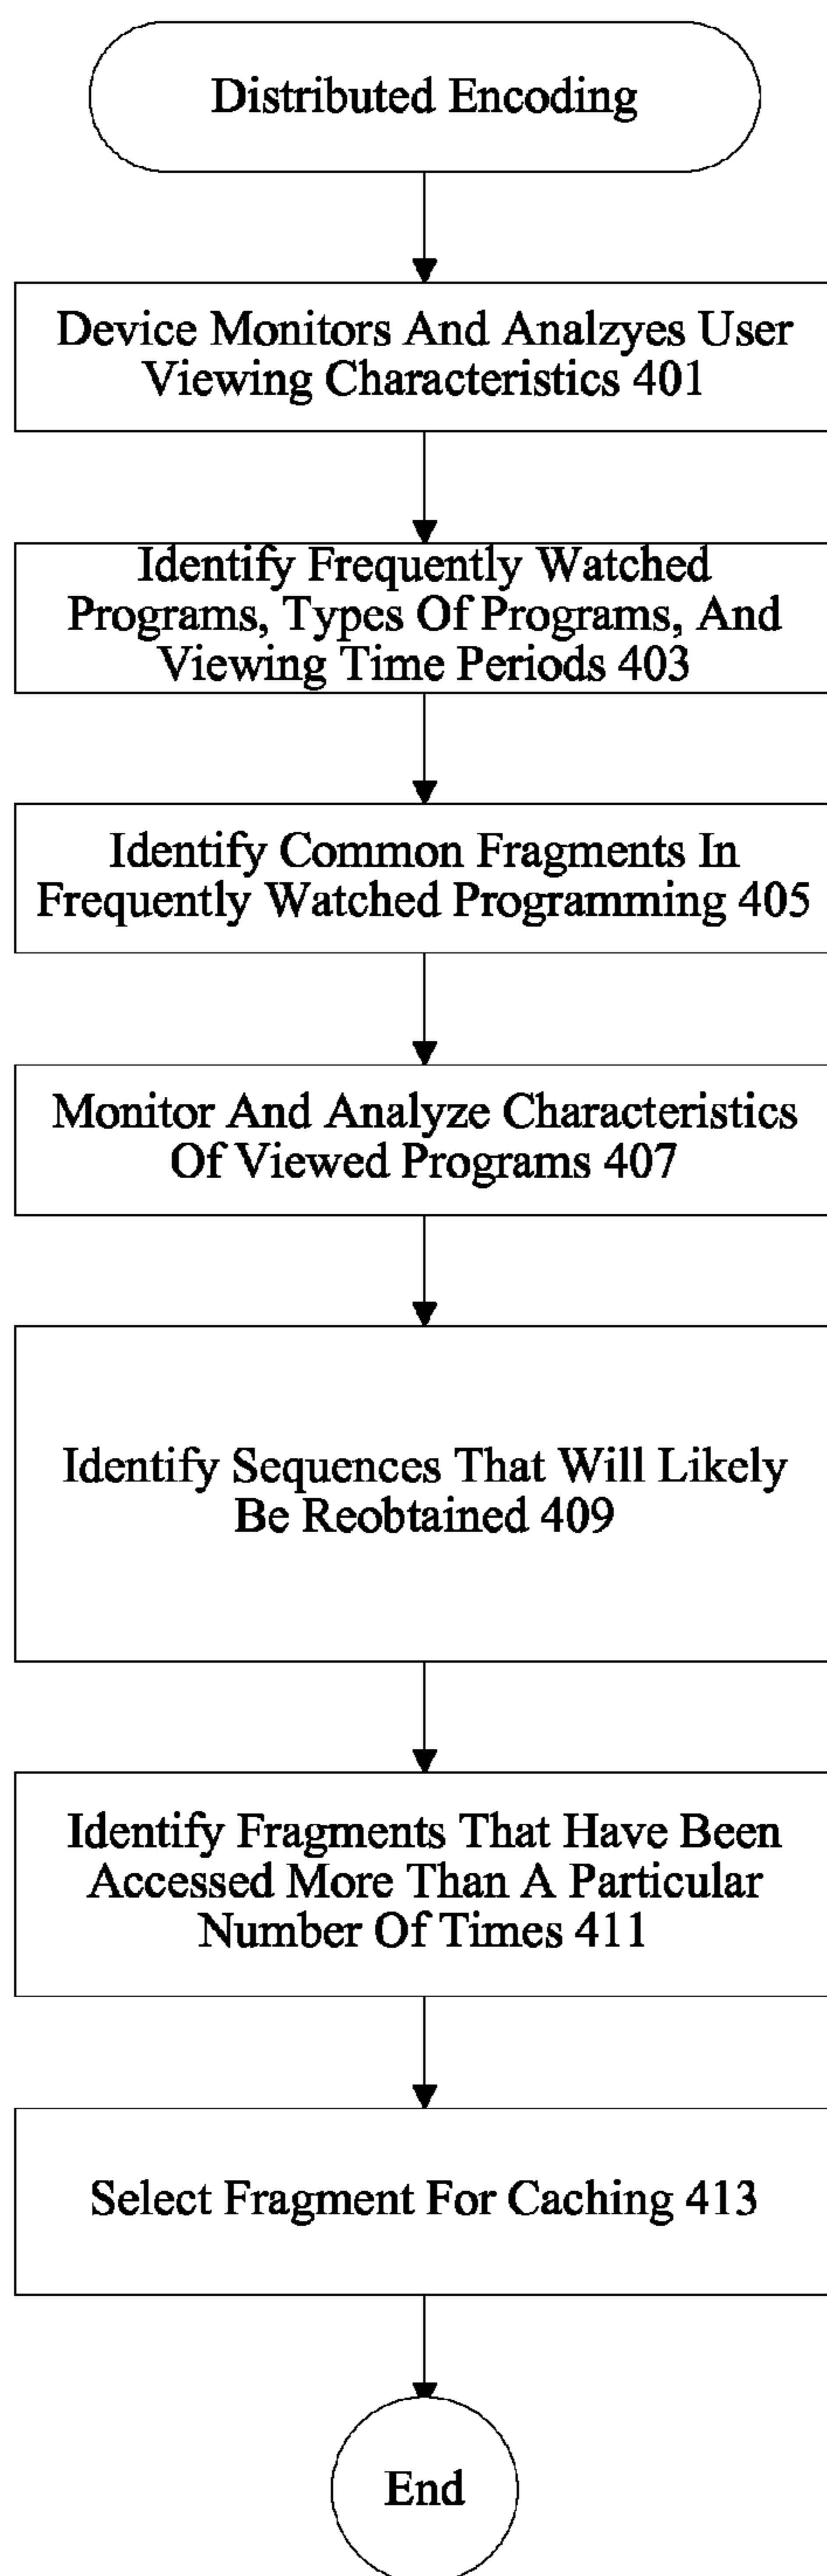 Distributed Encoding
Device Monitors And Analzyes User
Viewing Characteristics 401
Identify Frequently Watched
Programs, Types Of Programs, And
Viewing Time Periods 403
Identify Common Fragments In
Frequently Watched Programming 405
Monitor And Analyze Characteristics
Of Viewed Programs 407
Identify Sequences That Will Likely
Be Reobtained 409
Identify Fragments That Have Been
Accessed More Than A Particular
Number Of Times 411
Select Fragment For Caching 413
End